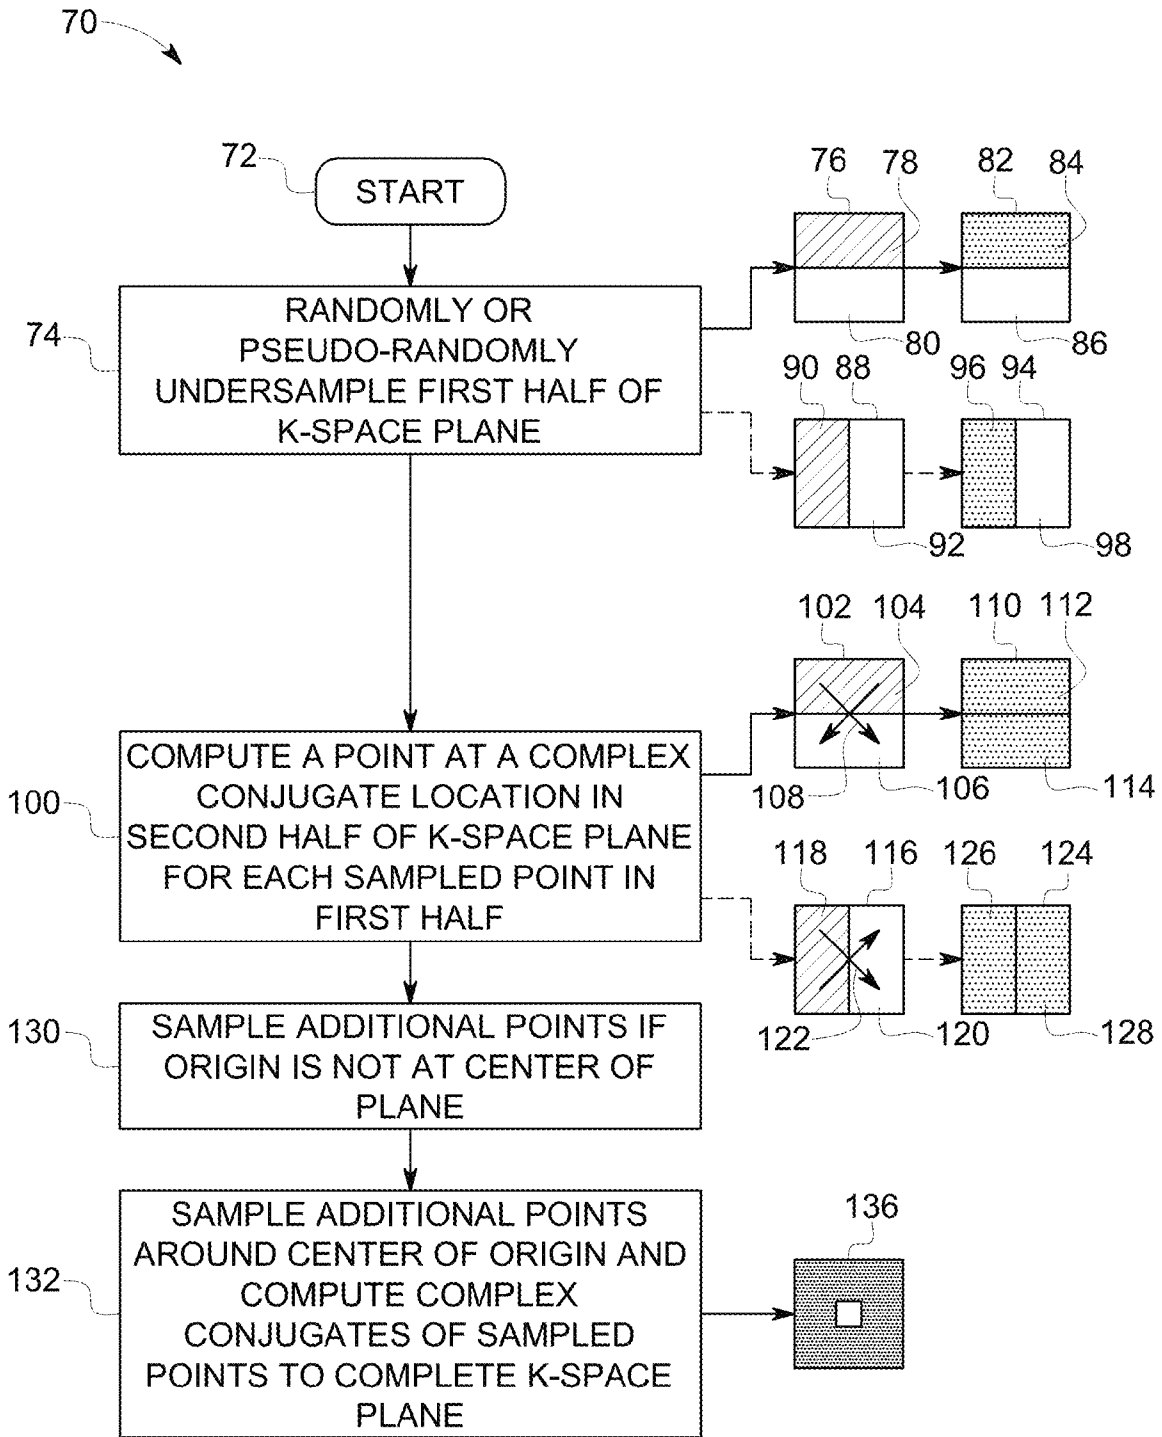 70
72
START
76 78 82 84
74
RANDOMLY OR
PSEUDO-RANDOMLY
UNDERSAMPLE FIRST HALF OF
K-SPACE PLANE
80 86
90 88 96 94
92 98
102 104 110 112
100
COMPUTE A POINT AT A COMPLEX
CONJUGATE LOCATION IN
SECOND HALF OF K-SPACE PLANE
FOR EACH SAMPLED POINT IN
FIRST HALF
108 106 114
118 116 126 124
122 120 128
130
SAMPLE ADDITIONAL POINTS IF
ORIGIN IS NOT AT CENTER OF
PLANE
132
SAMPLE ADDITIONAL POINTS
AROUND CENTER OF ORIGIN AND
COMPUTE COMPLEX
CONJUGATES OF SAMPLED
POINTS TO COMPLETE K-SPACE
PLANE
136